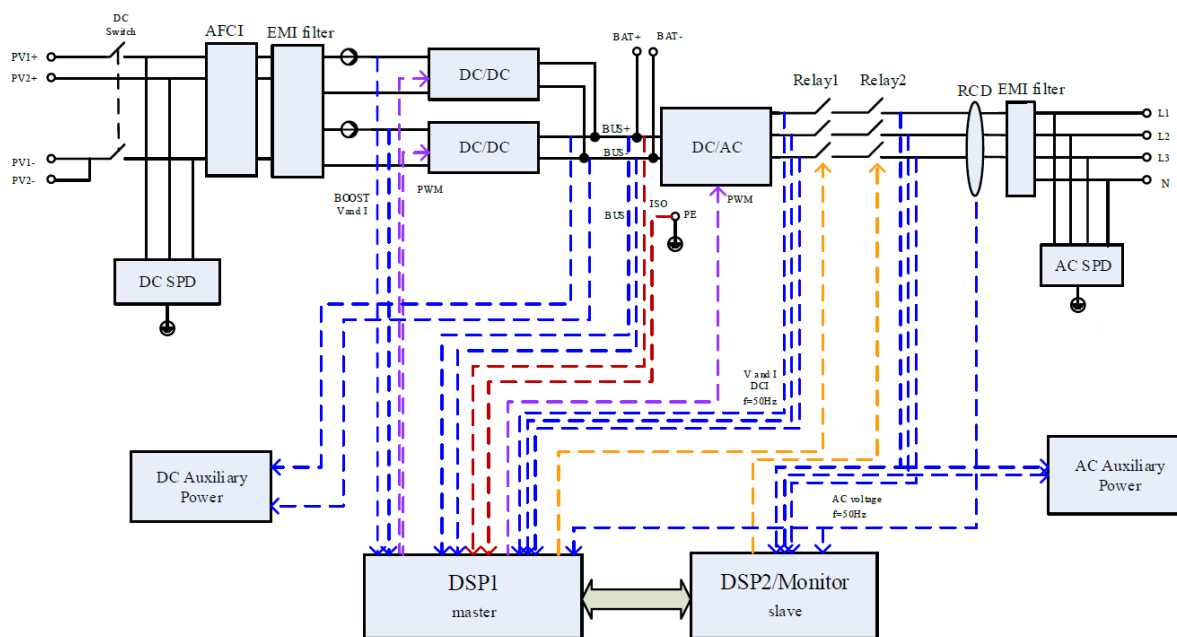 DC
Switch
AFCI
EMI filter
PV1+
PV2+
PV1-
PV2-
DC/DC
DC/DC
BAT+
BAT-
BUS+
BUS-
DC/AC
Relay1
Relay2
RCD
EMI filter
L1
L2
L3
N
BOOST
V and I
PWM
BUS
ISO
PE
PWM
DC SPD
AC SPD
V and I
DCI
f=50Hz
DC Auxiliary
Power
AC voltage
f=50Hz
AC Auxiliary
Power
DSP1
master
DSP2/Monitor
slave